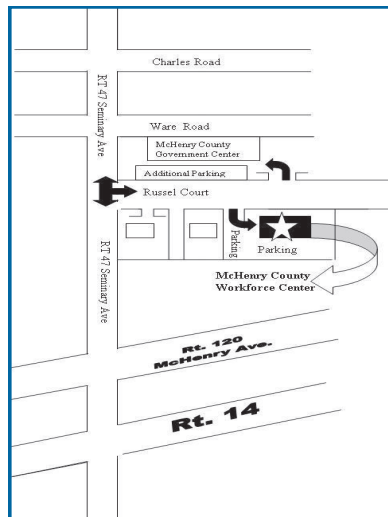 Charles Road
RT 47 Seminary Ave
Ware Road
McHenry County
Government Center
Additional Parking
Russel Court
Parking
Parking
RT 47 Seminary Ave
McHenry County
Workforce Center
Rt. 120
McHenry Ave.
Rt. 14